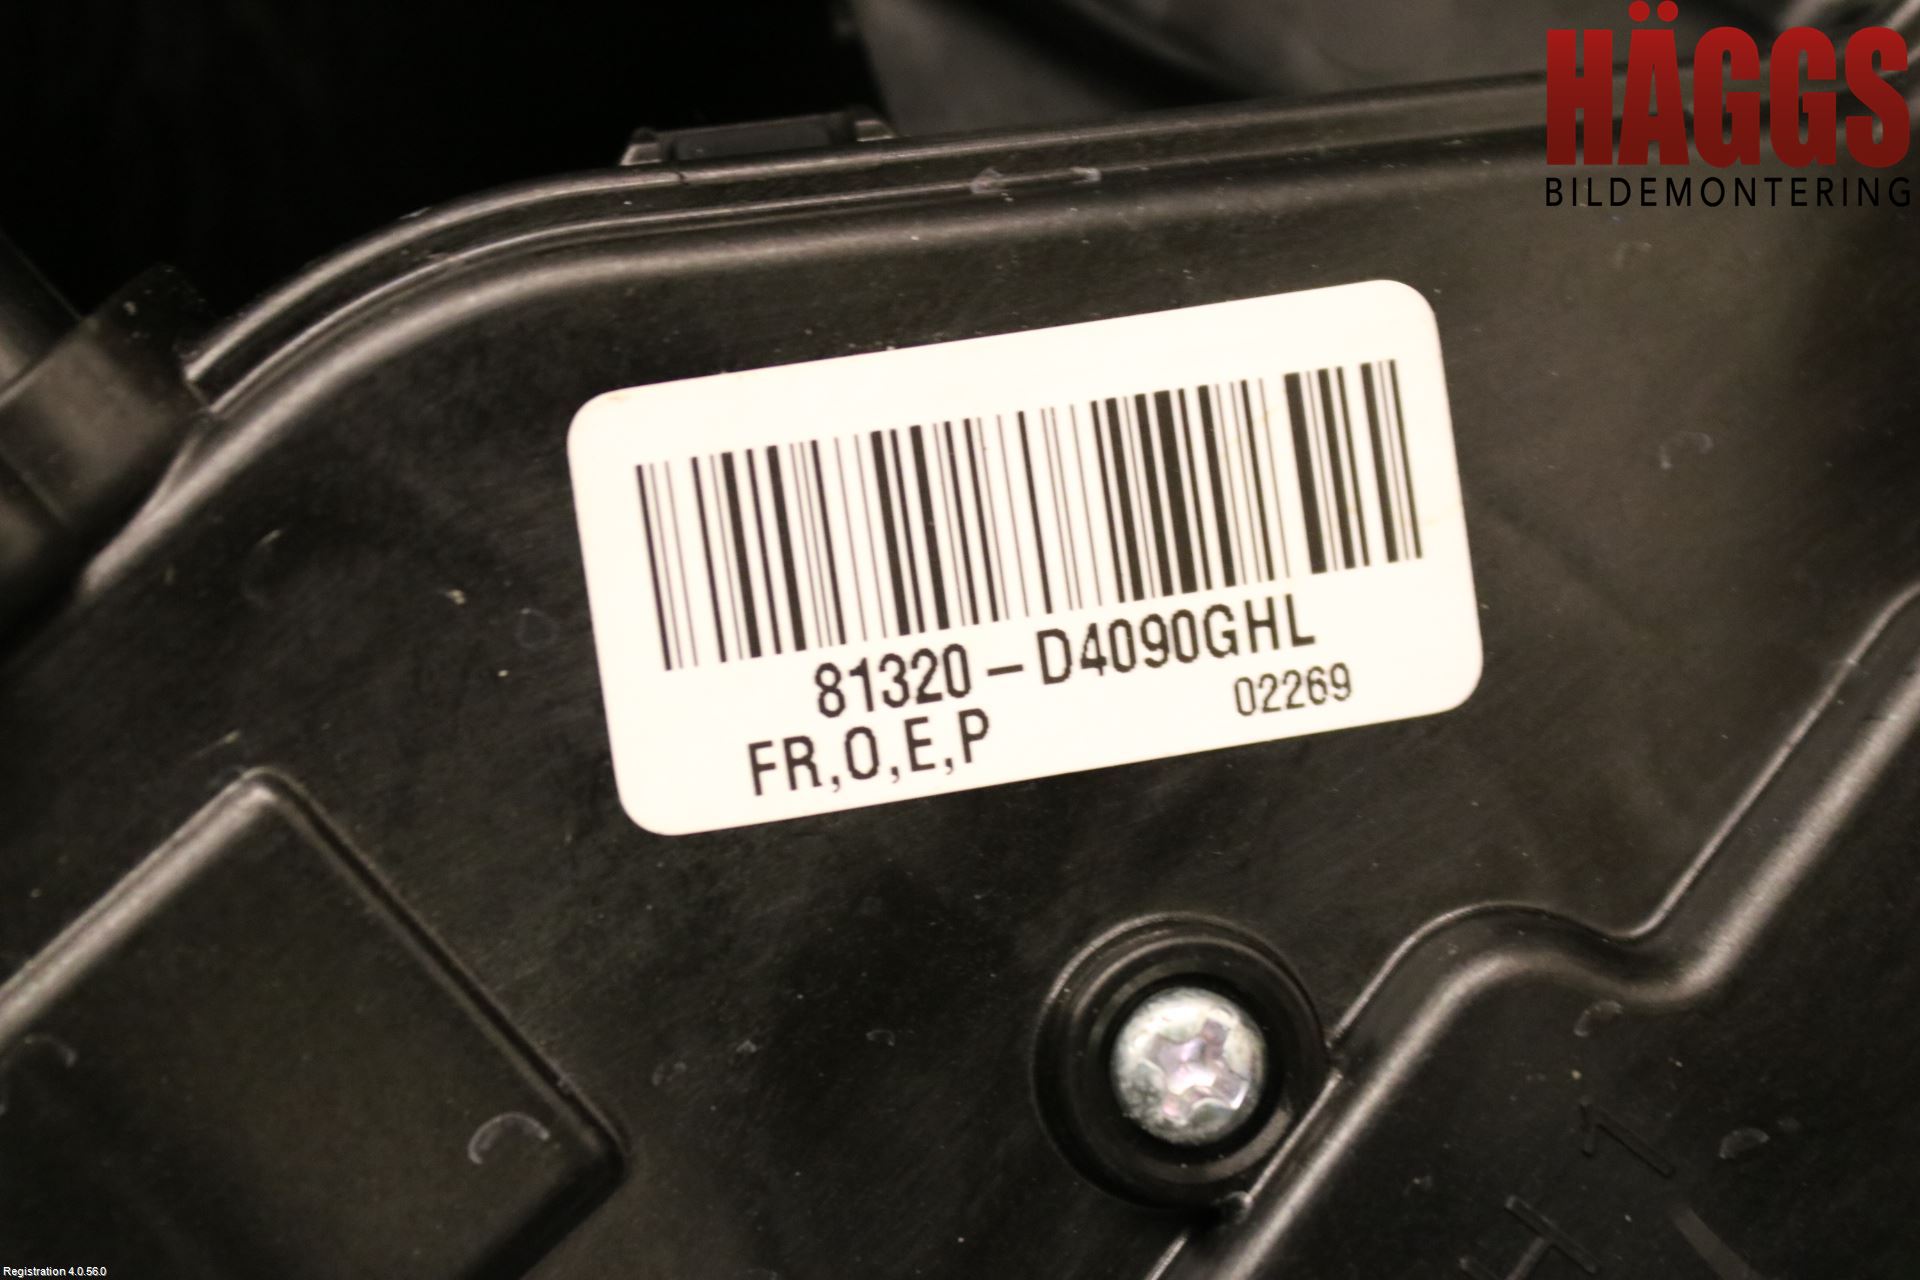 HÄGGS
BILDEMONTERING
81320-D4090GHL
02269
FR,O,E,P
Registration 4.0.56.0